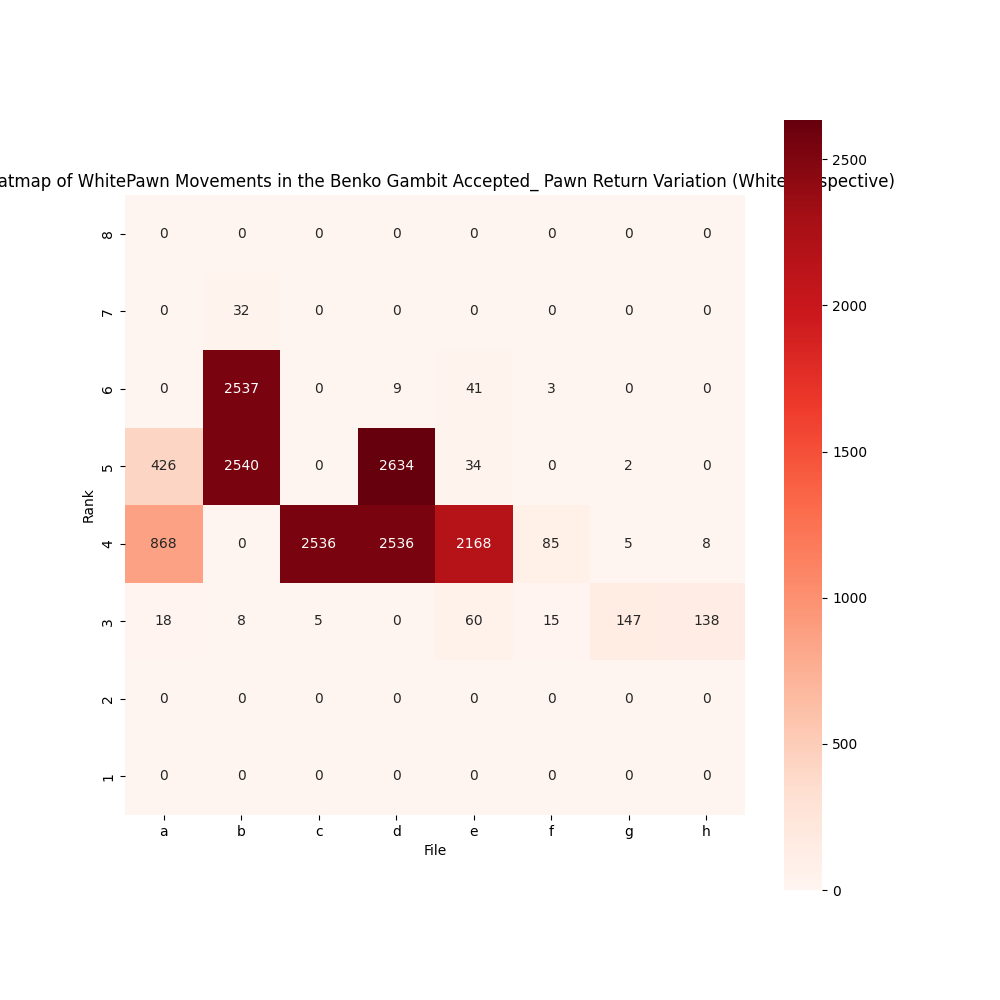 2500
atmap of WhitePawn Movements in the Benko Gambit Accepted_ Pawn Return Variation (White Perspective)
8 0 0 0 0 0 0 0 0
2000
7 0 32 0 0 0 0 0 0
6 0 2537 0 9 41 3 0 0
1500
5 426 2540 0 2634 34 0 2 0
Rank
4 868 0 2536 2536 2168 85 5 8
1000
3 18 8 5 0 60 15 147 138
2 0 0 0 0 0 0 0 0
500
1 0 0 0 0 0 0 0 0
a b c d e f g h
File
0